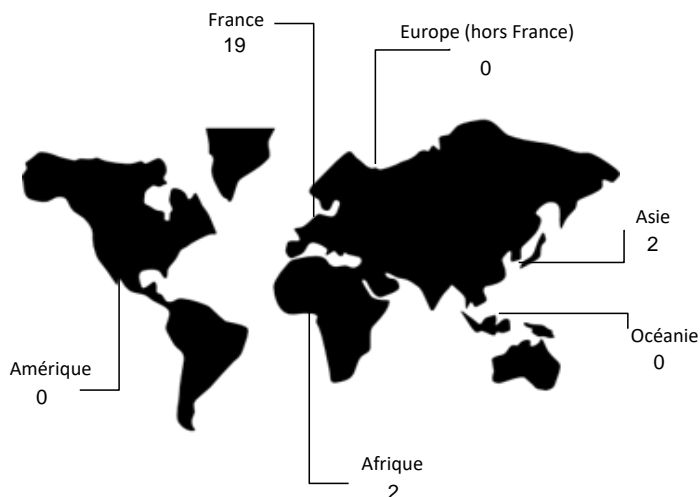 France
19
Europe (hors France)
0
Asie
2
Océanie
0
Amérique
0
Afrique
2